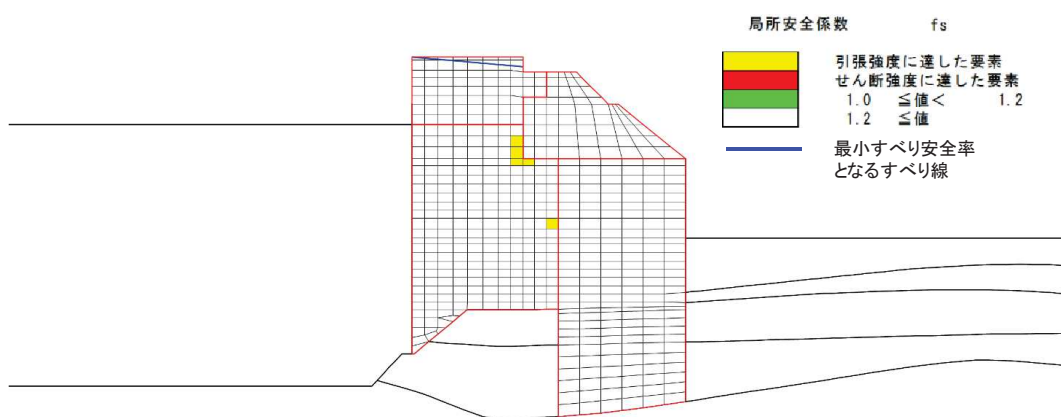 局所安全係数 fs
引張強度に達した要素
せん断強度に達した要素
1.0 ≦値< 1.2
1.2 ≦値
最小すべり安全率
となるすべり線